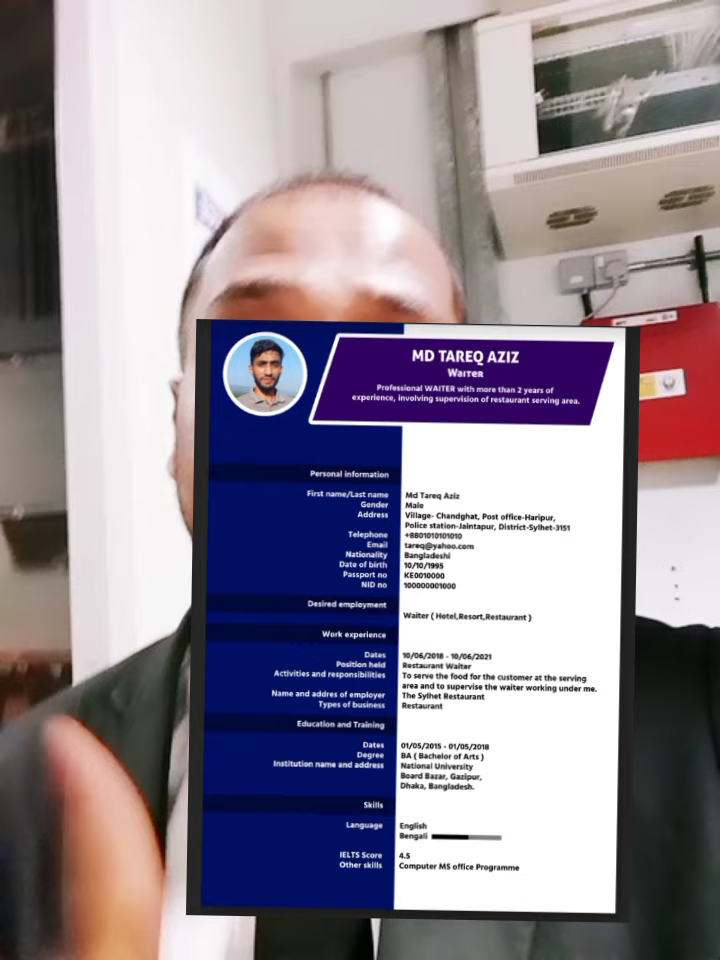 MD TAREQ AZIZ
Waiter
Professional WAITER with more than 2 years of
experience, involving supervision of restaurant serving area.
Personal information
First name/Last name Md Tareq Aziz
Gender Male
Address Village- Chandghat, Post office-Haripur,
Police station-Jaintapur, District-Sylhet-3151
Telephone +8801010101010
Email tareq@yahoo.com
Nationality Bangladeshi
Date of birth 10/10/1995
Passport no KE0010000
NID no 100000001000
Desired employment
Waiter ( Hotel,Resort,Restaurant )
Work experience
Dates 10/06/2018 - 10/06/2021
Position held Restaurant Waiter
Activities and responsibilities To serve the food for the customer at the serving
area and to supervise the waiter working under me.
Name and addres of employer The Sylhet Restaurant
Types of business Restaurant
Education and Training
Dates 01/05/2015 - 01/05/2018
Degree BA ( Bachelor of Arts )
Institution name and address National University
Board Bazar, Gazipur,
Dhaka, Bangladesh.
Skills
Language English
Bengali
IELTS Score 4.5
Other skills Computer MS office Programme